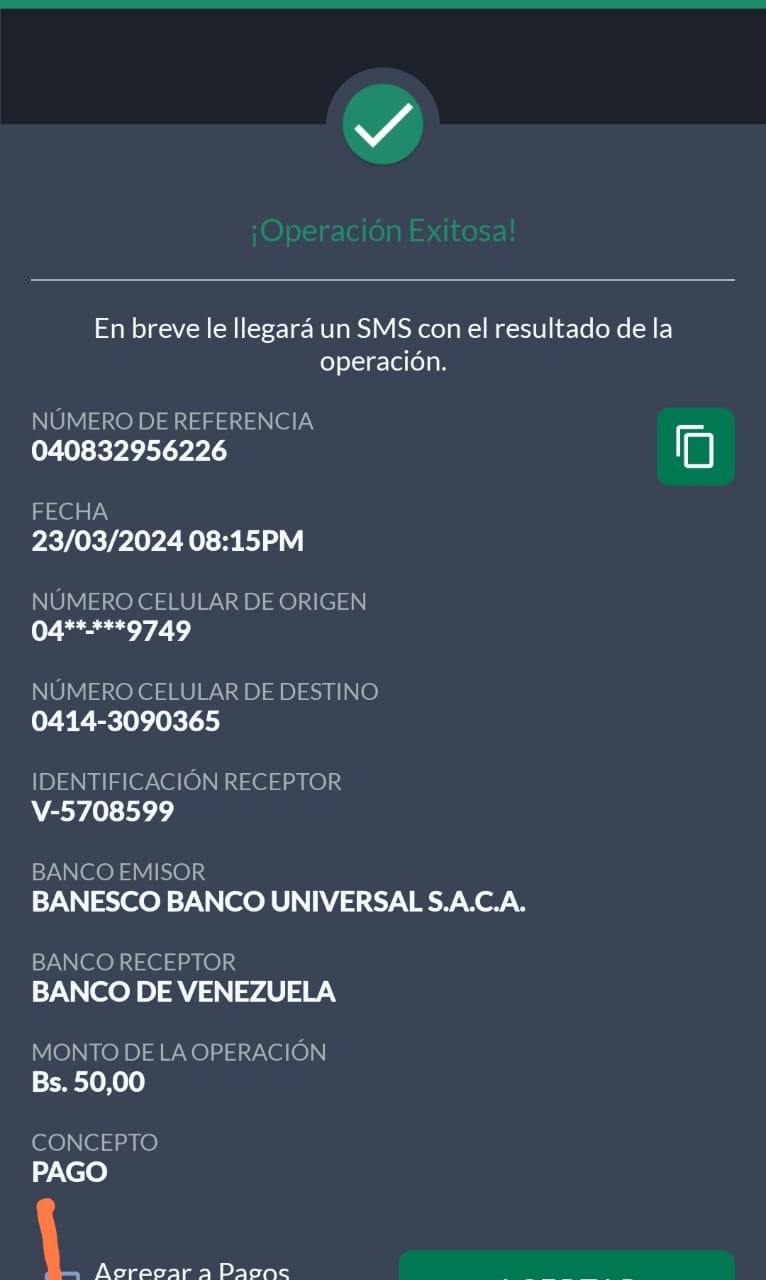 ¡Operación Exitosa!
En breve le llegará un SMS con el resultado de la
operación.
NÚMERO DE REFERENCIA
040832956226
FECHA
23/03/2024 08:15PM
NÚMERO CELULAR DE ORIGEN
04**-***9749
NÚMERO CELULAR DE DESTINO
0414-3090365
IDENTIFICACIÓN RECEPTOR
V-5708599
BANCO EMISOR
BANESCO BANCO UNIVERSAL S.A.C.A.
BANCO RECEPTOR
BANCO DE VENEZUELA
MONTO DE LA OPERACIÓN
Bs. 50,00
CONCEPTO
PAGO
Agregar a Pagos